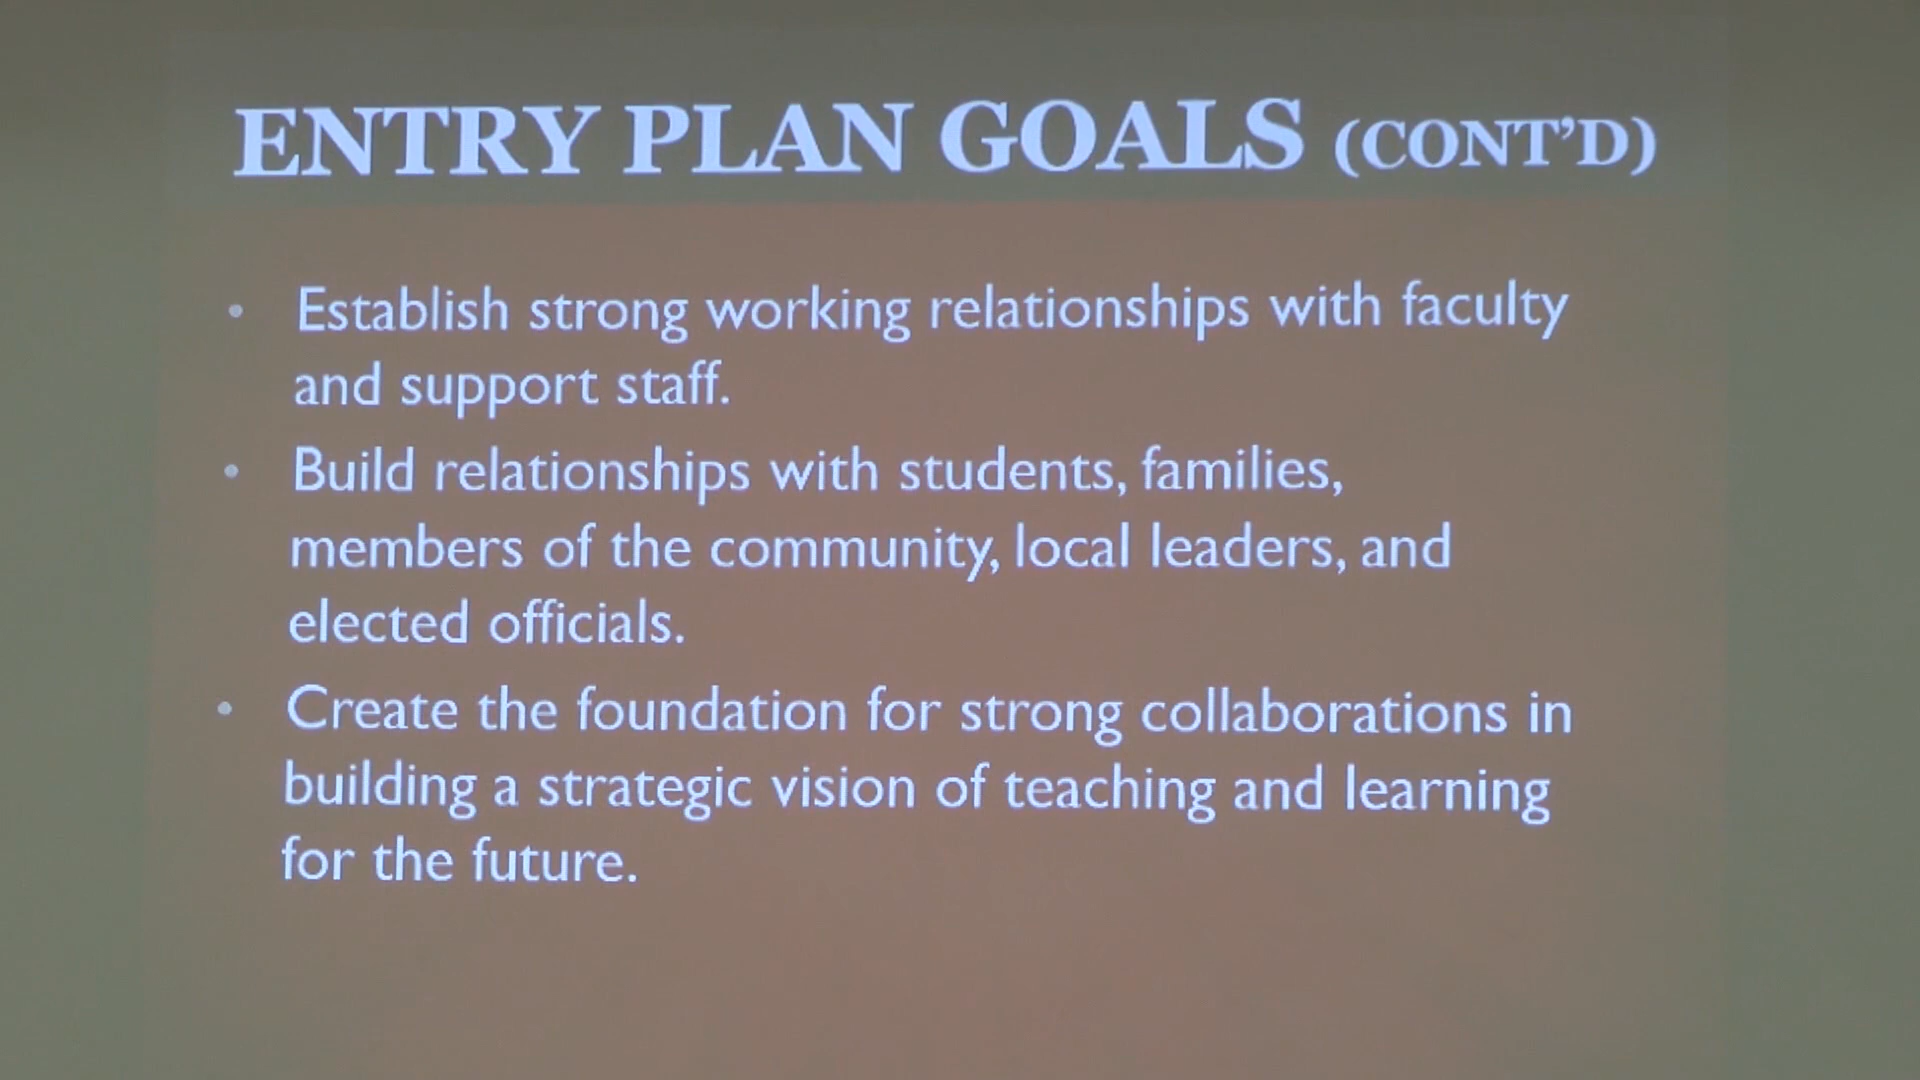 ENTRY PLAN GOALS (CONT'D)
• Establish strong working relationships with faculty
and support staff.
• Build relationships with students, families,
members of the community, local leaders, and
elected officials.
• Create the foundation for strong collaborations in
building a strategic vision of teaching and learning
for the future.